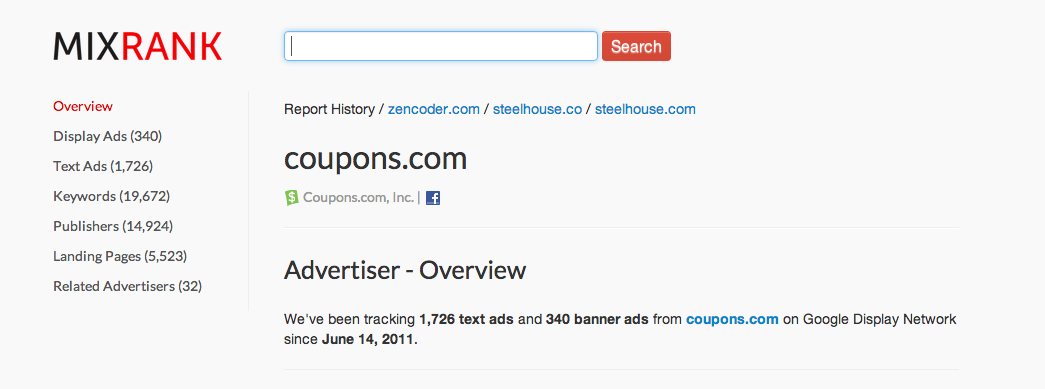 MIXRANK
Search
Overview
Display Ads (340)
Text Ads (1,726)
Keywords (19,672)
Publishers (14,924)
Landing Pages (5,523)
Related Advertisers (32)
Report History / zencoder.com / steelhouse.co / steelhouse.com
coupons.com
$ Coupons.com, Inc. | f
Advertiser - Overview
We've been tracking 1,726 text ads and 340 banner ads from coupons.com on Google Display Network
since June 14, 2011.